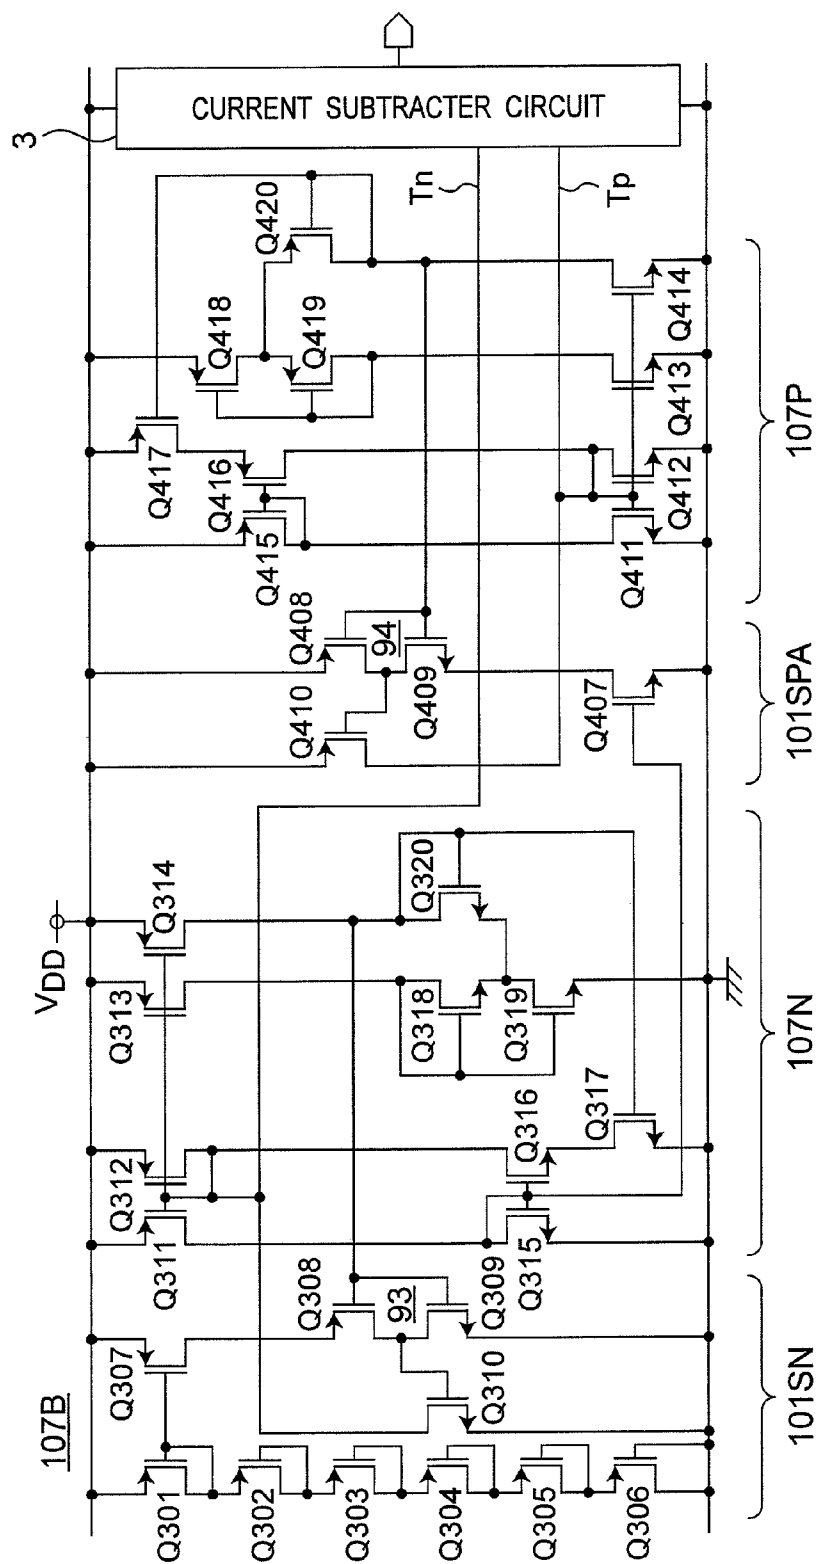 107B
VDD
3
CURRENT SUBTRACTER CIRCUIT
Tn
Tp
Q301
Q302
Q303
Q304
Q305
Q306
Q307
Q308
93
Q309
Q310
Q311
Q312
Q313
Q314
Q315
Q316
Q317
Q318
Q319
Q320
Q410
Q408
94
Q409
Q407
Q415
Q416
Q417
Q418
Q419
Q420
Q411
Q412
Q413
Q414
101SN
107N
101SPA
107P